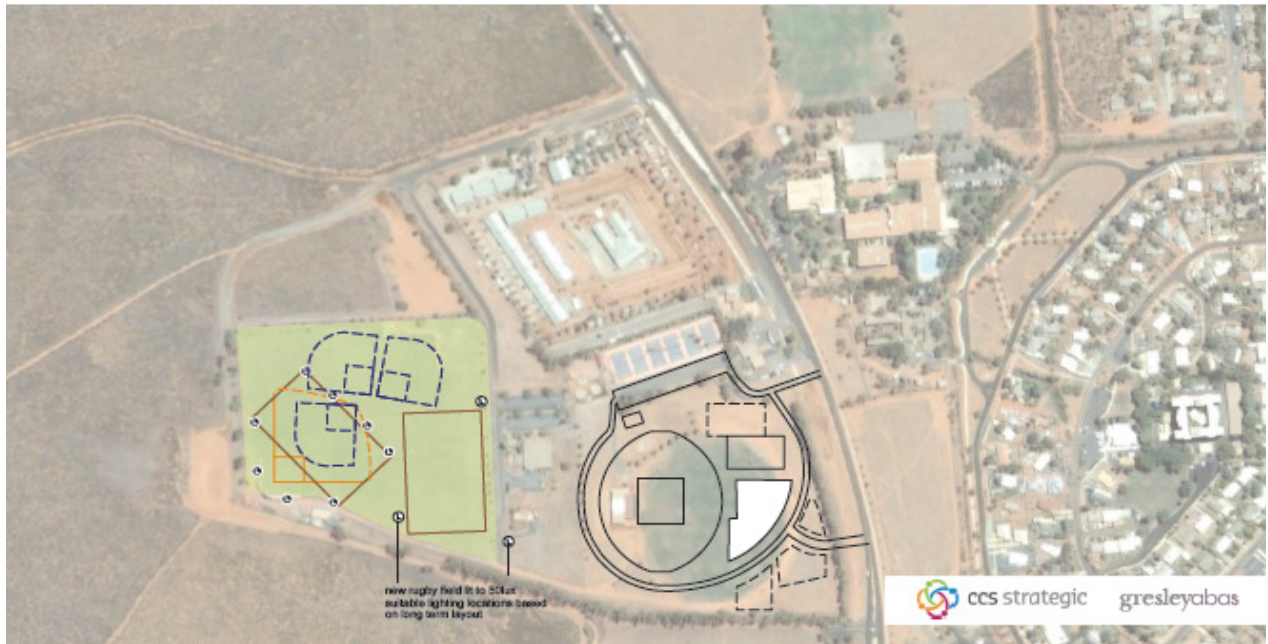 new rugby field lit to 50lux
suitable lighting locations based
on long term layout
ccs strategic
gresleyabas